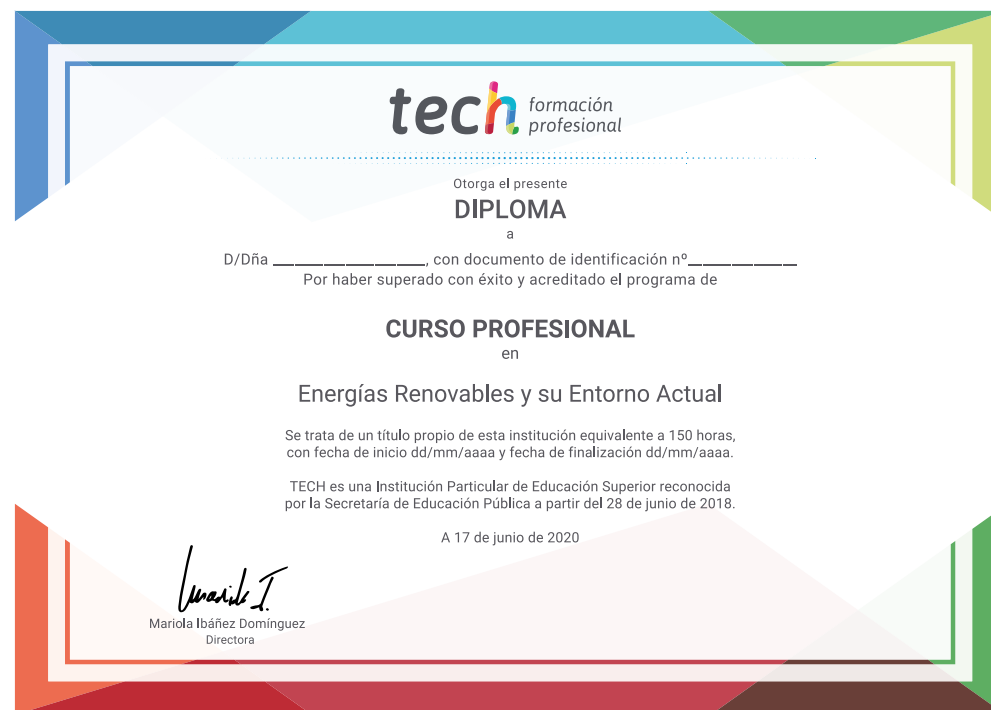 tech formación
profesional
Otorga el presente
DIPLOMA
a
D/Dña ____________________, con documento de identificación nº______________
Por haber superado con éxito y acreditado el programa de
CURSO PROFESIONAL
en
Energías Renovables y su Entorno Actual
Se trata de un título propio de esta institución equivalente a 150 horas,
con fecha de inicio dd/mm/aaaa y fecha de finalización dd/mm/aaaa.
TECH es una Institución Particular de Educación Superior reconocida
por la Secretaría de Educación Pública a partir del 28 de junio de 2018.
A 17 de junio de 2020
Mariola Ibáñez Domínguez
Directora